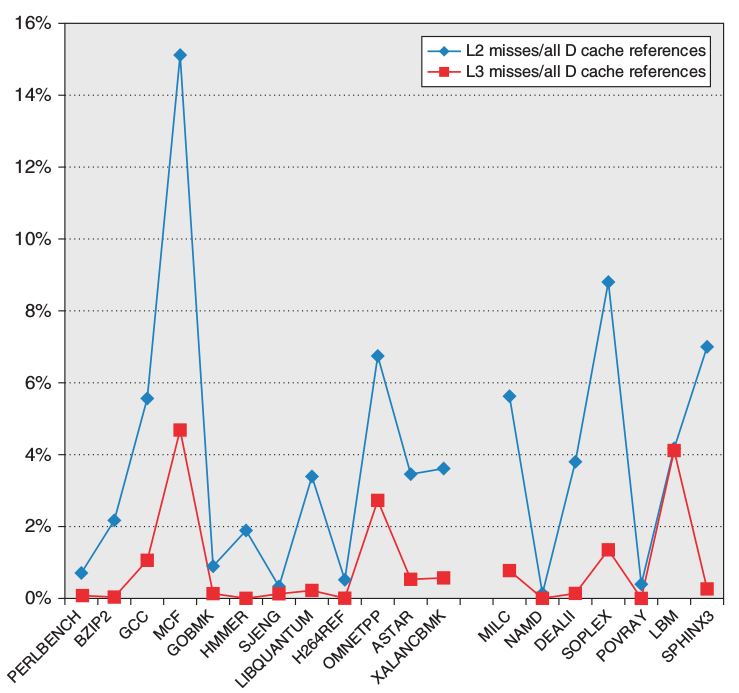 16%
14%
12%
10%
8%
6%
4%
2%
0%
L2 misses/all D cache references
L3 misses/all D cache references
PERLBENCH
BZIP2
GCC
MCF
GOBMK
HMMER
SJENG
LIBQUANTUM
H264REF
OMNETPP
ASTAR
XALANCBMK
MILC
NAMD
DEALII
SOPLEX
POVRAY
LBM
SPHINX3